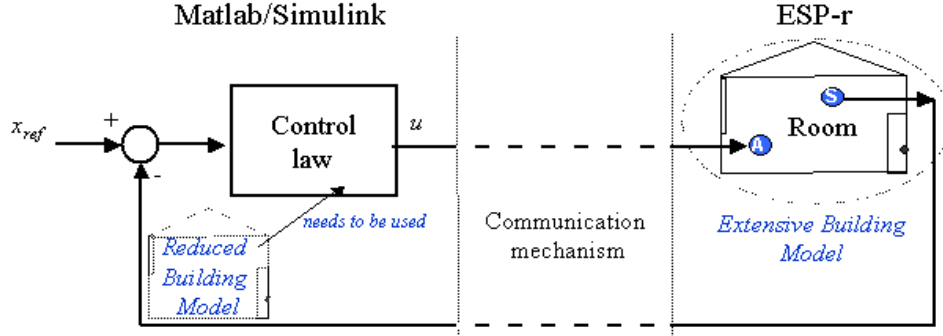 Matlab/Simulink
ESP-r
x_ref
+
-
Control
law
u
needs to be used
Reduced
Building
Model
Communication
mechanism
S
A
Room
Extensive Building
Model